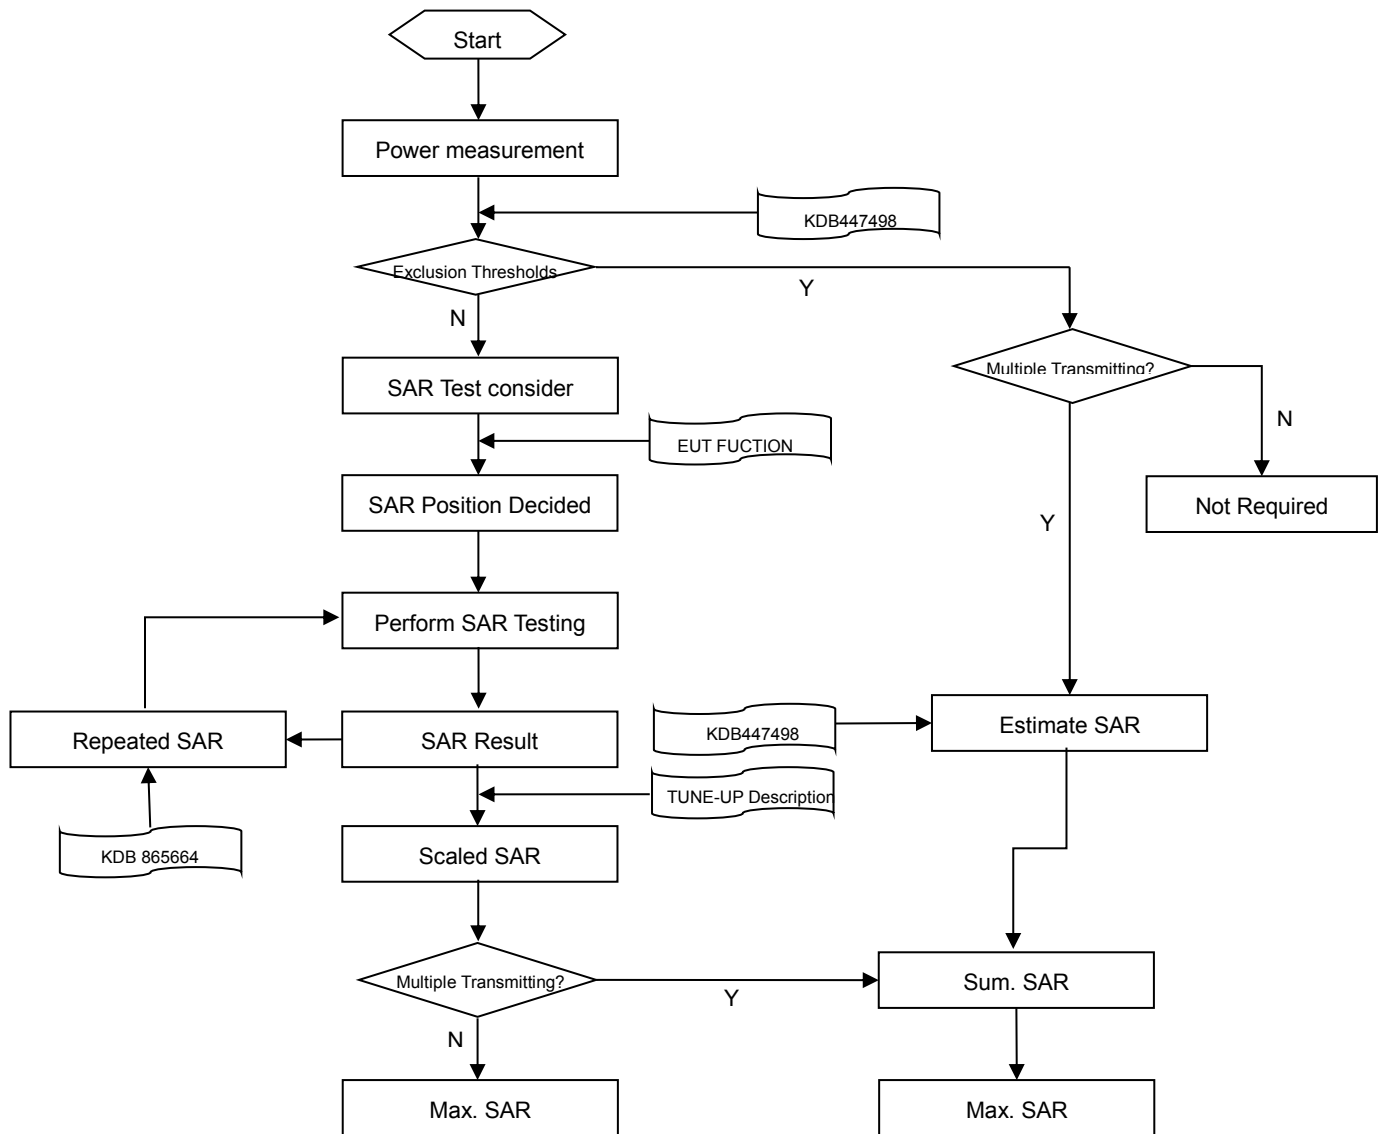 Start
Power measurement
KDB447498
Exclusion Thresholds
Y
N
Multiple Transmitting?
SAR Test consider
N
EUT FUCTION
SAR Position Decided
Not Required
Y
Perform SAR Testing
Repeated SAR
SAR Result
KDB447498
Estimate SAR
TUNE-UP Description
KDB 865664
Scaled SAR
Multiple Transmitting?
Y
Sum. SAR
N
Max. SAR
Max. SAR